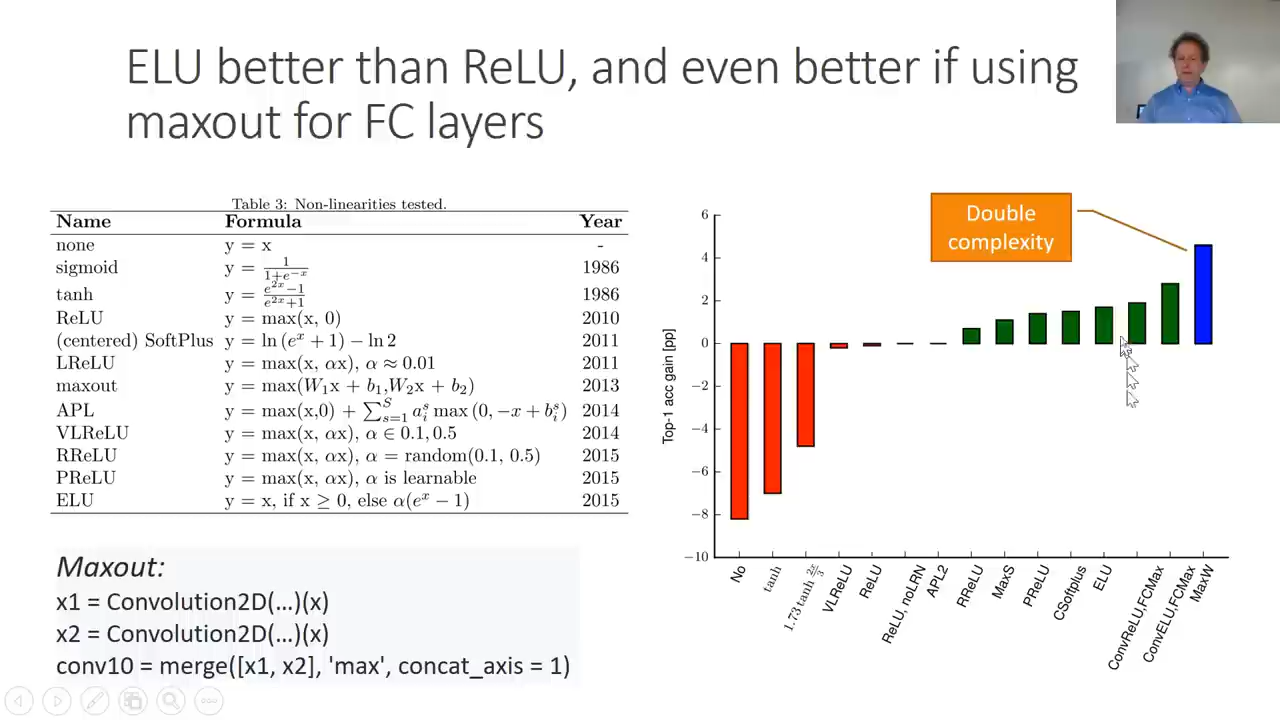 ELU better than ReLU, and even better if using
maxout for FC layers
Table 3: Non-linearities tested.
Name Formula Year
none y = x -
sigmoid y = 1/(1+e^−x) 1986
tanh y = (e^2x−1)/(e^2x+1) 1986
ReLU y = max(x, 0) 2010
(centered) SoftPlus y = ln (e^x + 1) − ln 2 2011
LReLU y = max(x, αx), α ≈ 0.01 2011
maxout y = max(W₁x + b₁,W₂x + b₂) 2013
APL y = max(x,0) + ∑_{s=1}^{S} a_i^s max (0, −x + b_i^s) 2014
VLReLU y = max(x, αx), α ∈ 0.1, 0.5 2014
RReLU y = max(x, αx), α = random(0.1, 0.5) 2015
PReLU y = max(x, αx), α is learnable 2015
ELU y = x, if x ≥ 0, else α(e^x − 1) 2015
Maxout:
x1 = Convolution2D(…)(x)
x2 = Convolution2D(…)(x)
conv10 = merge([x1, x2], 'max', concat_axis = 1)
Double
complexity
Top-1 acc gain [pp]
6
4
2
0
−2
−4
−6
−8
−10
No
tanh
1.73 tanh 2x/3
VLReLU
ReLU
ReLU, noLRN
APL2
RReLU
MaxS
PReLU
CSoftplus
ELU
ConvReLU,FCMax
ConvELU,FCMax
MaxW